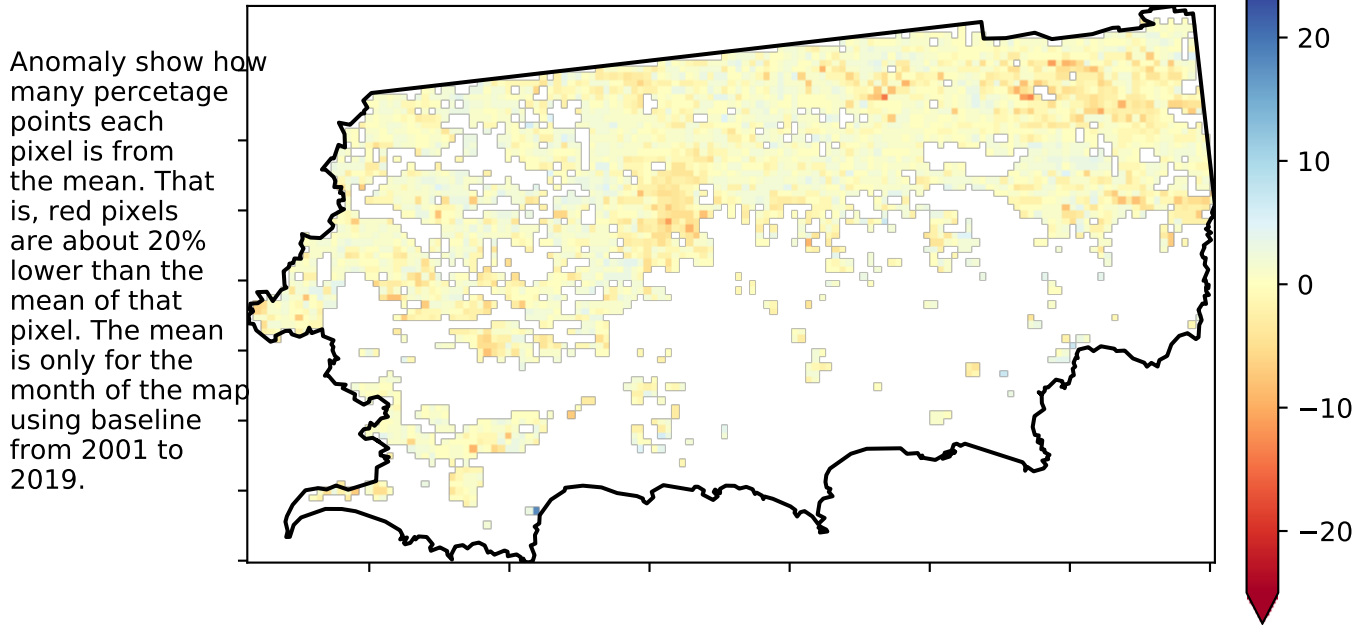 Anomaly show how
many percetage
points each
pixel is from
the mean. That
is, red pixels
are about 20%
lower than the
mean of that
pixel. The mean
is only for the
month of the map
using baseline
from 2001 to
2019.
20
10
0
−10
−20